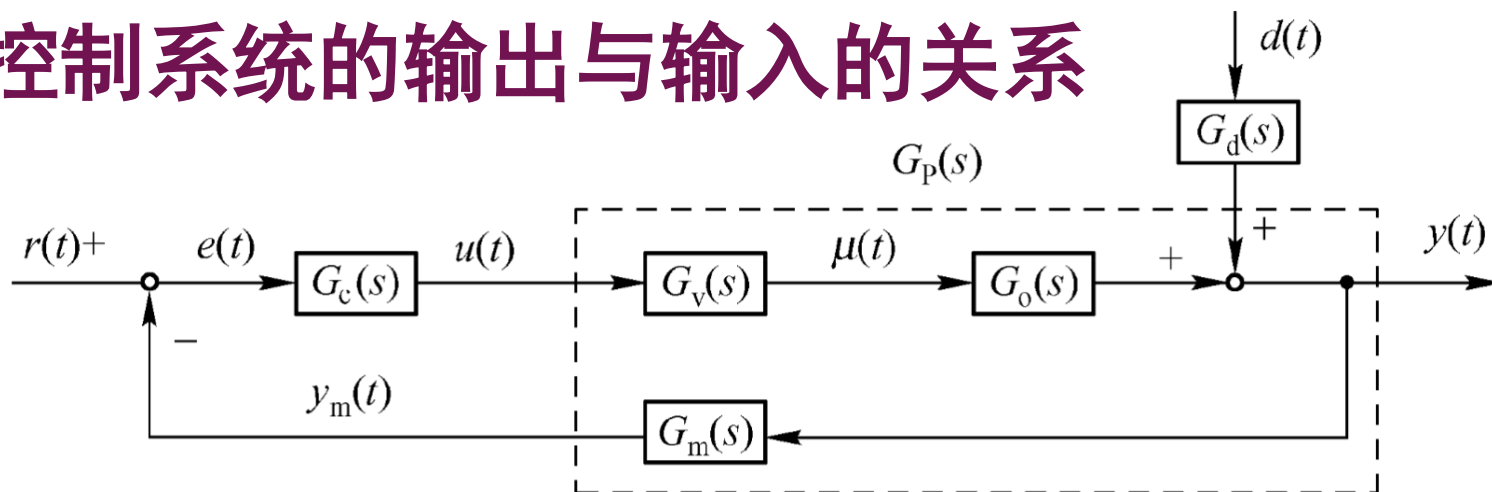 控制系统的输出与输入的关系
d(t)
G_d(s)
G_P(s)
+
r(t)+
e(t)
G_c(s)
u(t)
G_v(s)
μ(t)
G_o(s)
+
y(t)
−
y_m(t)
G_m(s)